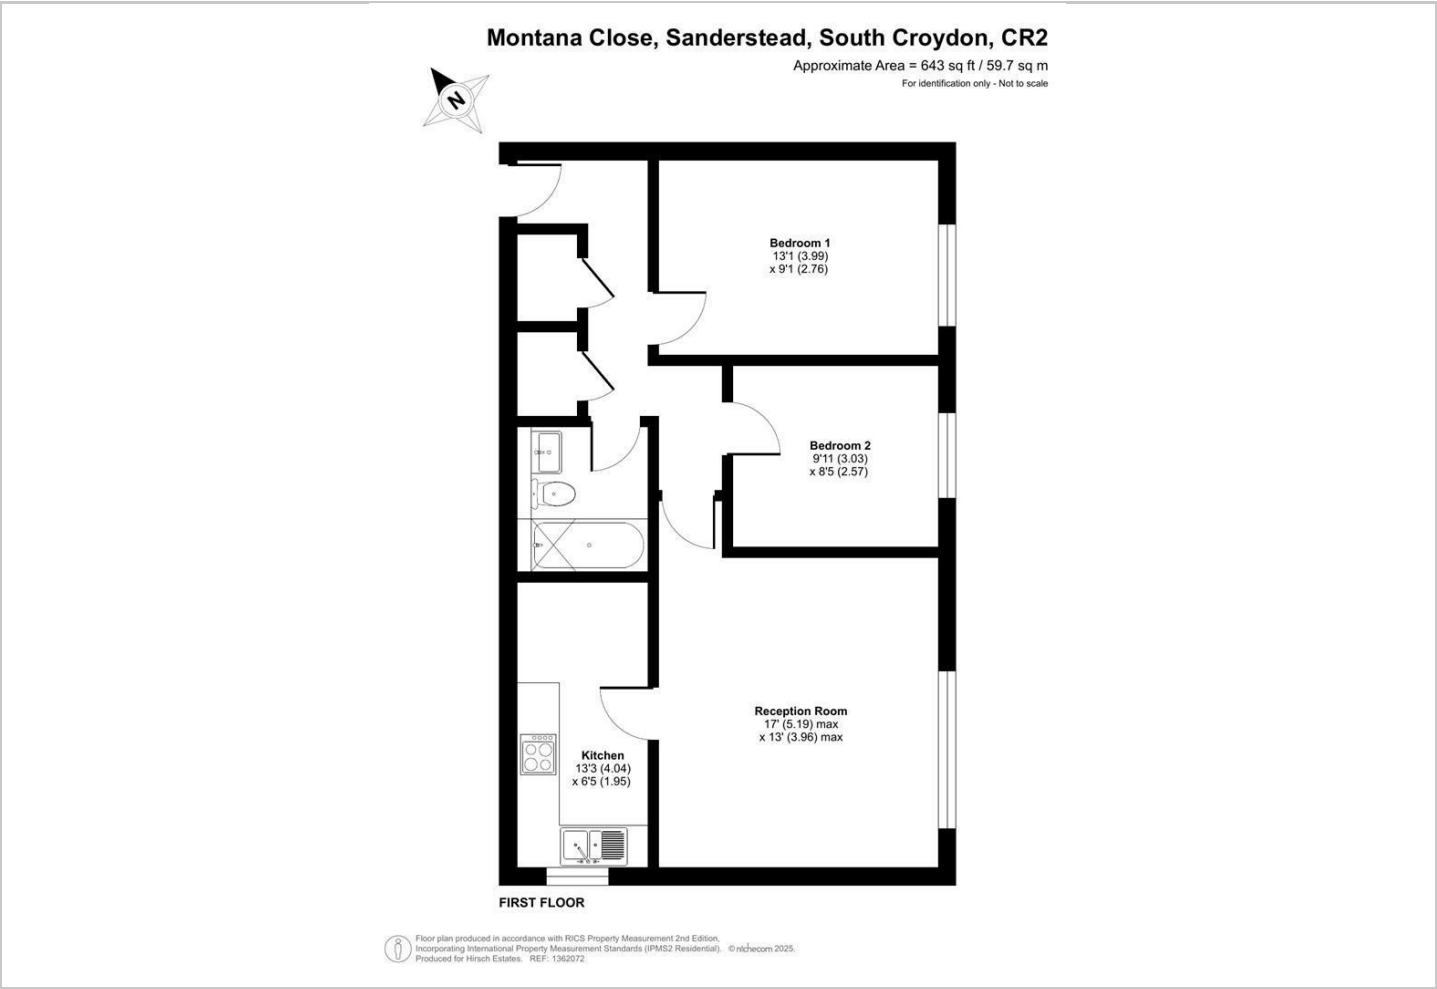 Montana Close, Sanderstead, South Croydon, CR2
Approximate Area = 643 sq ft / 59.7 sq m
For identification only - Not to scale
N
Bedroom 1
13'1 (3.99)
x 9'1 (2.76)
Bedroom 2
9'11 (3.03)
x 8'5 (2.57)
Reception Room
17' (5.19) max
x 13' (3.96) max
Kitchen
13'3 (4.04)
x 6'5 (1.95)
FIRST FLOOR
Floor plan produced in accordance with RICS Property Measurement 2nd Edition,
Incorporating International Property Measurement Standards (IPMS2 Residential). © nichecom 2025.
Produced for Hirsch Estates. REF: 1362072